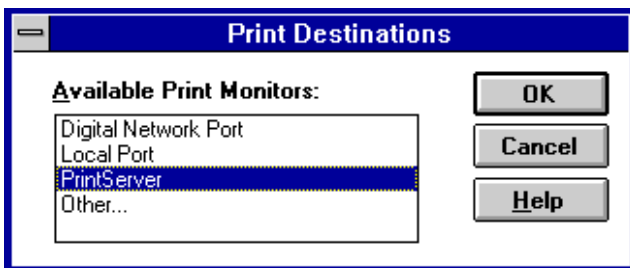 Print Destinations
Available Print Monitors:
Digital Network Port
Local Port
PrintServer
Other...
OK
Cancel
Help